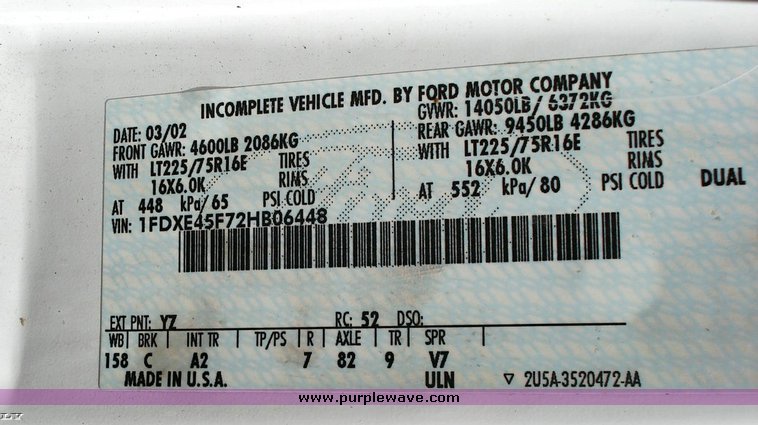 INCOMPLETE VEHICLE MFD. BY FORD MOTOR COMPANY
DATE: 03/02 GVWR: 14050LB/ 6372KG
FRONT GAWR: 4600LB 2086KG REAR GAWR: 9450LB 4286KG
WITH LT225/75R16E TIRES WITH LT225/75R16E TIRES
16X6.0K RIMS 16X6.0K RIMS
AT 448 kPa/65 PSI COLD AT 552 kPa/80 PSI COLD DUAL
VIN: 1FDXE45F72HB06448
EXT PNT: YZ RC: 52 DSO:
WB BRK INT TR TP/PS R AXLE TR SPR
158 C A2 7 82 9 V7
MADE IN U.S.A. ULN ▽ 2U5A-3520472-AA
www.purplewave.com